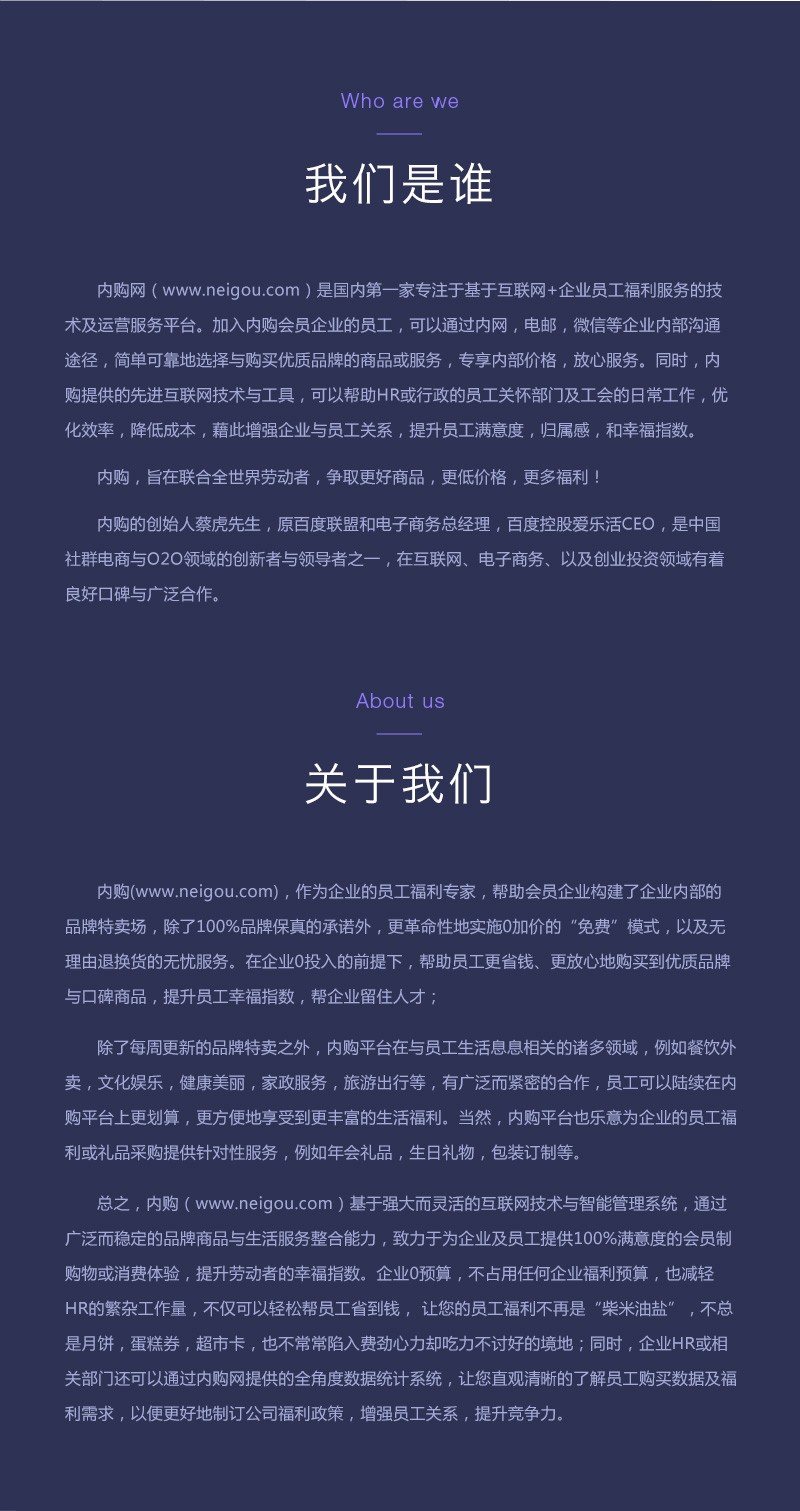 Who are we
我们是谁
内购网（www.neigou.com）是国内第一家专注于基于互联网+企业员工福利服务的技
术及运营服务平台。加入内购会员企业的员工，可以通过内网，电邮，微信等企业内部沟通
途径，简单可靠地选择与购买优质品牌的商品或服务，专享内部价格，放心服务。同时，内
购提供的先进互联网技术与工具，可以帮助HR或行政的员工关怀部门及工会的日常工作，优
化效率，降低成本，藉此增强企业与员工关系，提升员工满意度，归属感，和幸福指数。
内购，旨在联合全世界劳动者，争取更好商品，更低价格，更多福利！
内购的创始人蔡虎先生，原百度联盟和电子商务总经理，百度控股爱乐活CEO，是中国
社群电商与O2O领域的创新者与领导者之一，在互联网、电子商务、以及创业投资领域有着
良好口碑与广泛合作。
About us
关于我们
内购(www.neigou.com)，作为企业的员工福利专家，帮助会员企业构建了企业内部的
品牌特卖场，除了100%品牌保真的承诺外，更革命性地实施0加价的“免费”模式，以及无
理由退换货的无忧服务。在企业0投入的前提下，帮助员工更省钱、更放心地购买到优质品牌
与口碑商品，提升员工幸福指数，帮企业留住人才；
除了每周更新的品牌特卖之外，内购平台在与员工生活息息相关的诸多领域，例如餐饮外
卖，文化娱乐，健康美丽，家政服务，旅游出行等，有广泛而紧密的合作，员工可以陆续在内
购平台上更划算，更方便地享受到更丰富的生活福利。当然，内购平台也乐意为企业的员工福
利或礼品采购提供针对性服务，例如年会礼品，生日礼物，包装订制等。
总之，内购（www.neigou.com）基于强大而灵活的互联网技术与智能管理系统，通过
广泛而稳定的品牌商品与生活服务整合能力，致力于为企业及员工提供100%满意度的会员制
购物或消费体验，提升劳动者的幸福指数。企业0预算，不占用任何企业福利预算，也减轻
HR的繁杂工作量，不仅可以轻松帮员工省到钱， 让您的员工福利不再是“柴米油盐”，不总
是月饼，蛋糕券，超市卡，也不常常陷入费劲心力却吃力不讨好的境地；同时，企业HR或相
关部门还可以通过内购网提供的全角度数据统计系统，让您直观清晰的了解员工购买数据及福
利需求，以便更好地制订公司福利政策，增强员工关系，提升竞争力。